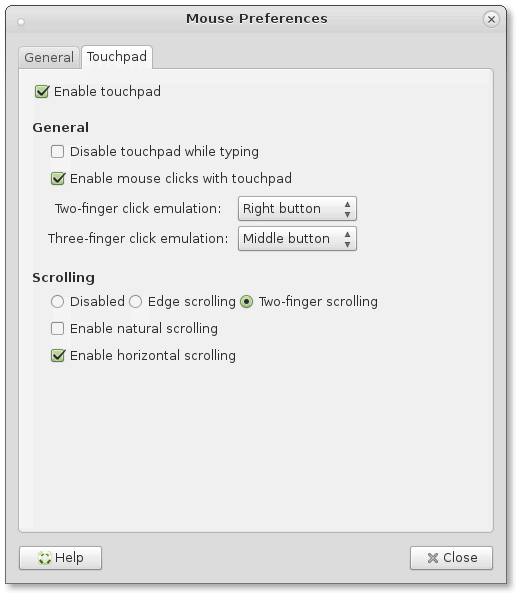 Mouse Preferences
General Touchpad
Enable touchpad
General
Disable touchpad while typing
Enable mouse clicks with touchpad
Two-finger click emulation: Right button
Three-finger click emulation: Middle button
Scrolling
Disabled Edge scrolling Two-finger scrolling
Enable natural scrolling
Enable horizontal scrolling
Help Close